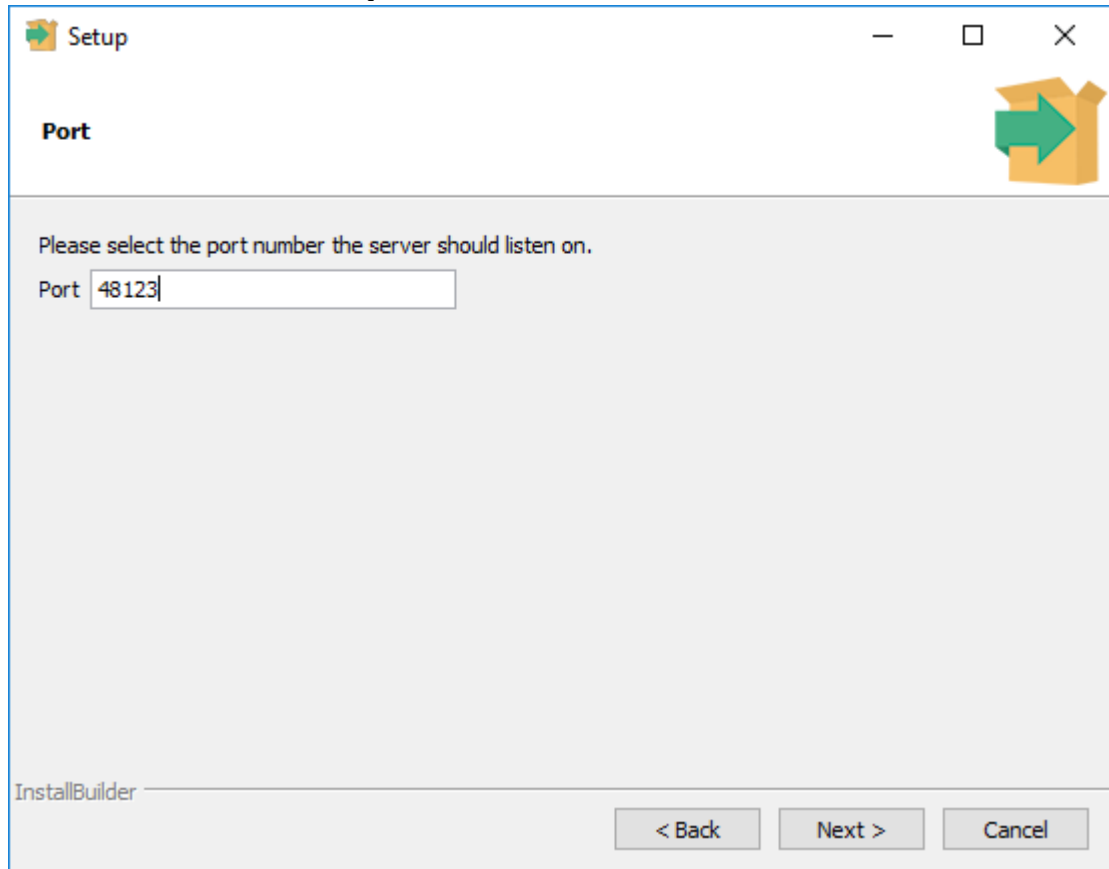 Setup
Port
Please select the port number the server should listen on.
Port 48123
InstallBuilder
< Back Next > Cancel